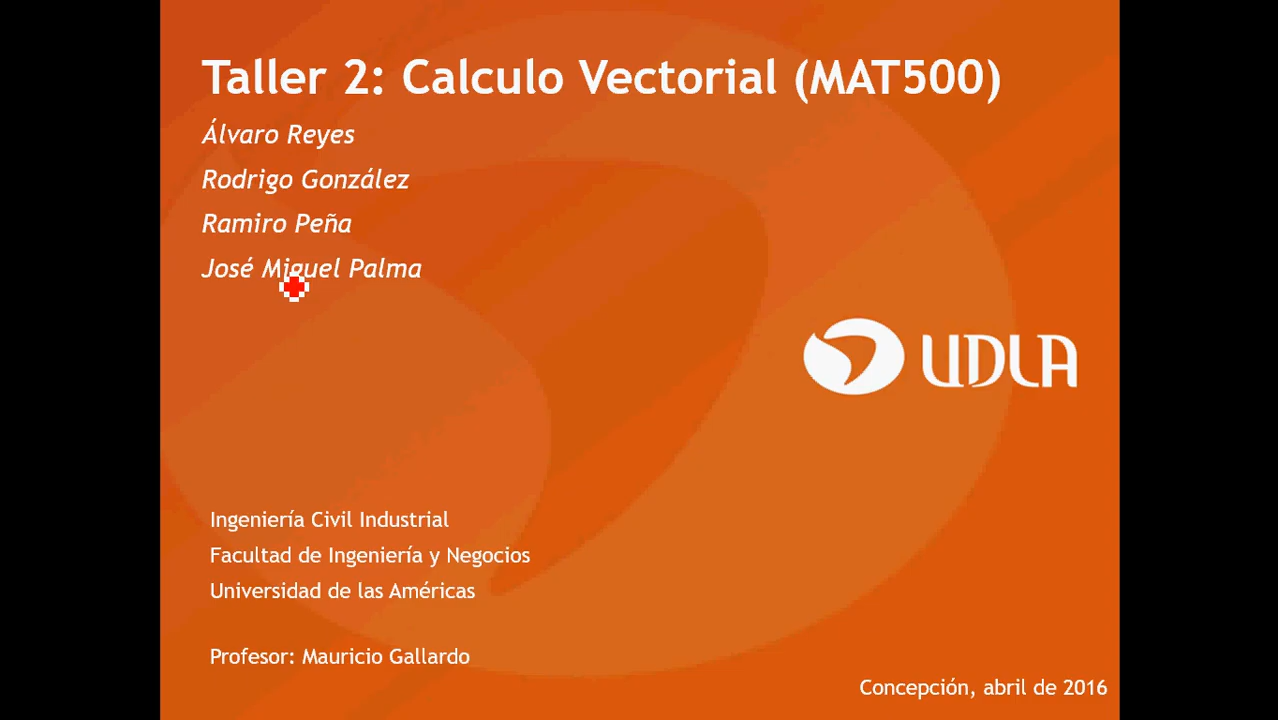 Taller 2: Calculo Vectorial (MAT500)
Álvaro Reyes
Rodrigo González
Ramiro Peña
José Miguel Palma
UDLA
Ingeniería Civil Industrial
Facultad de Ingeniería y Negocios
Universidad de las Américas
Profesor: Mauricio Gallardo
Concepción, abril de 2016